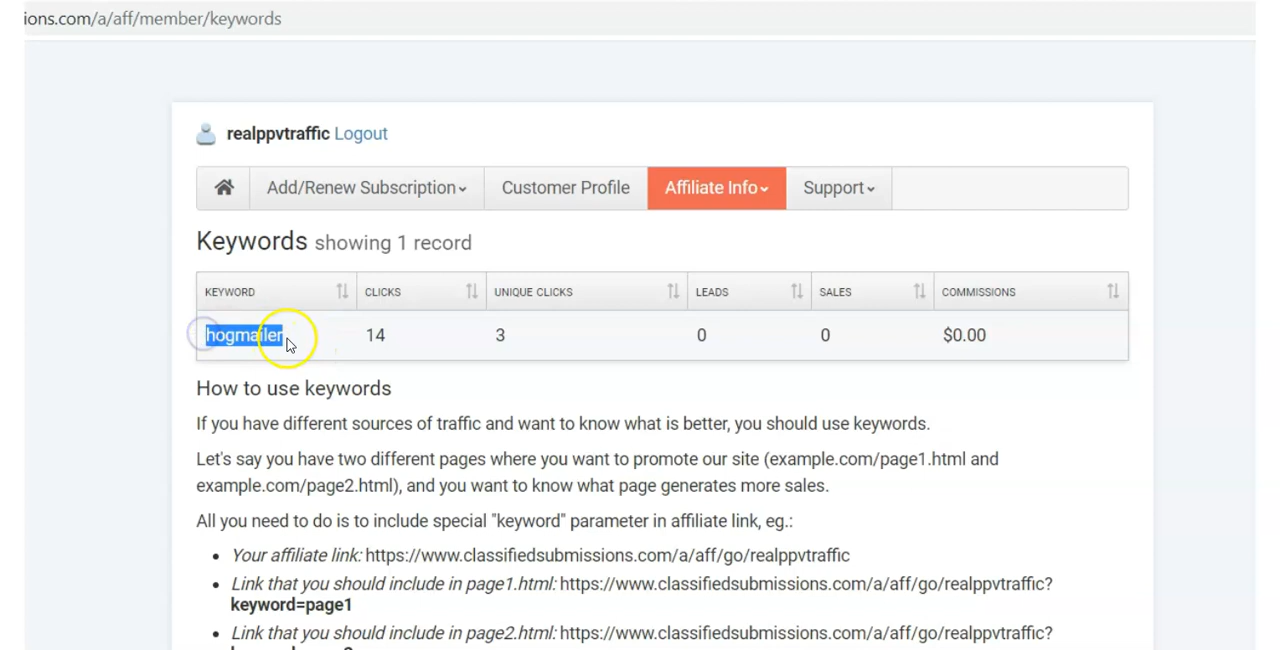 ions.com/a/aff/member/keywords
realppvtraffic Logout
Add/Renew Subscription Customer Profile Affiliate Info Support
Keywords showing 1 record
KEYWORD CLICKS UNIQUE CLICKS LEADS SALES COMMISSIONS
hogmailer 14 3 0 0 $0.00
How to use keywords
If you have different sources of traffic and want to know what is better, you should use keywords.
Let's say you have two different pages where you want to promote our site (example.com/page1.html and
example.com/page2.html), and you want to know what page generates more sales.
All you need to do is to include special "keyword" parameter in affiliate link, eg.:
• Your affiliate link: https://www.classifiedsubmissions.com/a/aff/go/realppvtraffic
• Link that you should include in page1.html: https://www.classifiedsubmissions.com/a/aff/go/realppvtraffic?
keyword=page1
• Link that you should include in page2.html: https://www.classifiedsubmissions.com/a/aff/go/realppvtraffic?